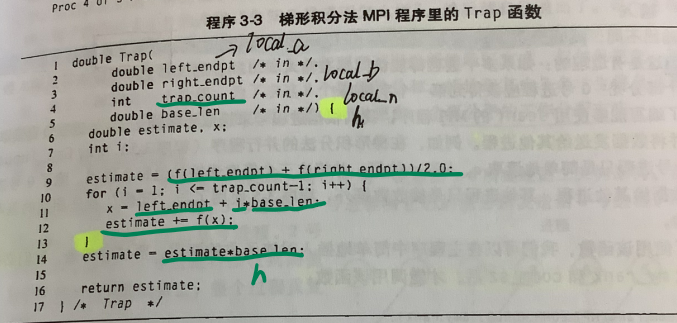 Proc 4 of 5
程序 3-3 梯形积分法 MPI 程序里的 Trap 函数
1 double Trap(
local_a
2 double left_endpt /* in */,
3 double right_endpt /* in */, local_b
4 int trap_count /* in */, local_n
5 double base_len /* in */) { h
6 double estimate, x;
7 int i;
8
9 estimate = (f(left_endpt) + f(right_endpt))/2.0;
10 for (i = 1; i <= trap_count-1; i++) {
11 x = left_endpt + i*base_len;
12 estimate += f(x);
13 }
14 estimate = estimate*base_len;
15 h
16 return estimate;
17 } /* Trap */